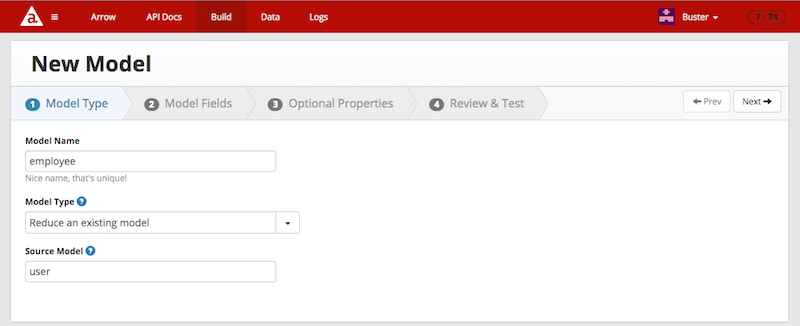 a Arrow API Docs Build Data Logs Buster 7 / 74
New Model
1 Model Type 2 Model Fields 3 Optional Properties 4 Review & Test Prev Next
Model Name
employee
Nice name, that's unique!
Model Type ?
Reduce an existing model
Source Model ?
user